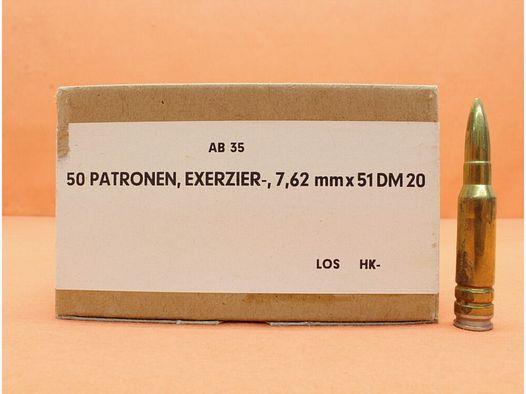 AB 35
50 PATRONEN, EXERZIER-, 7,62 mm x 51 DM 20
LOS HK-